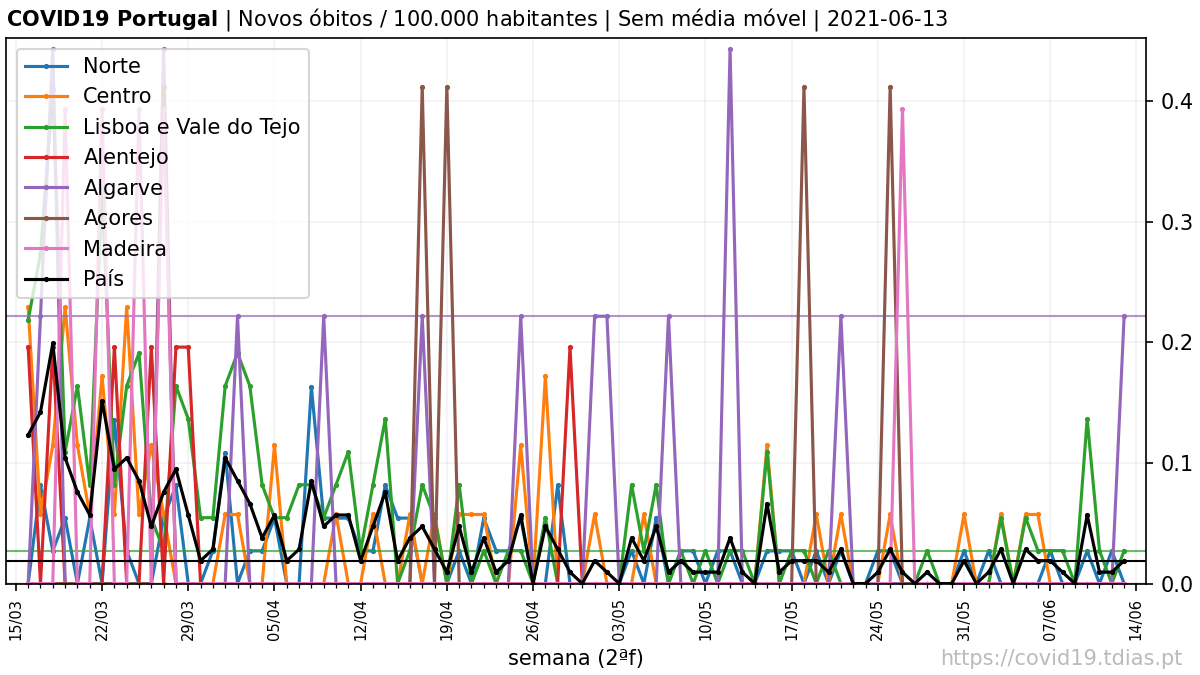 COVID19 Portugal | Novos óbitos / 100.000 habitantes | Sem média móvel | 2021-06-13
Norte
Centro
Lisboa e Vale do Tejo
Alentejo
Algarve
Açores
Madeira
País
0.4
0.3
0.2
0.1
0.0
15/03 22/03 29/03 05/04 12/04 19/04 26/04 03/05 10/05 17/05 24/05 31/05 07/06 14/06
semana (2ªf)
https://covid19.tdias.pt